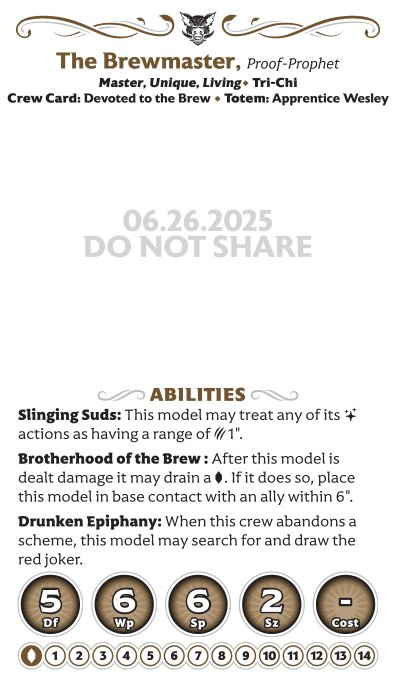 The Brewmaster, Proof-Prophet
Master, Unique, Living♦ Tri-Chi
Crew Card: Devoted to the Brew ♦ Totem: Apprentice Wesley
06.26.2025
DO NOT SHARE
ABILITIES
Slinging Suds: This model may treat any of its
actions as having a range of 1".
Brotherhood of the Brew : After this model is
dealt damage it may drain a . If it does so, place
this model in base contact with an ally within 6".
Drunken Epiphany: When this crew abandons a
scheme, this model may search for and draw the
red joker.
5 6 6 2 -
Df Wp Sp Sz Cost
1 2 3 4 5 6 7 8 9 10 11 12 13 14